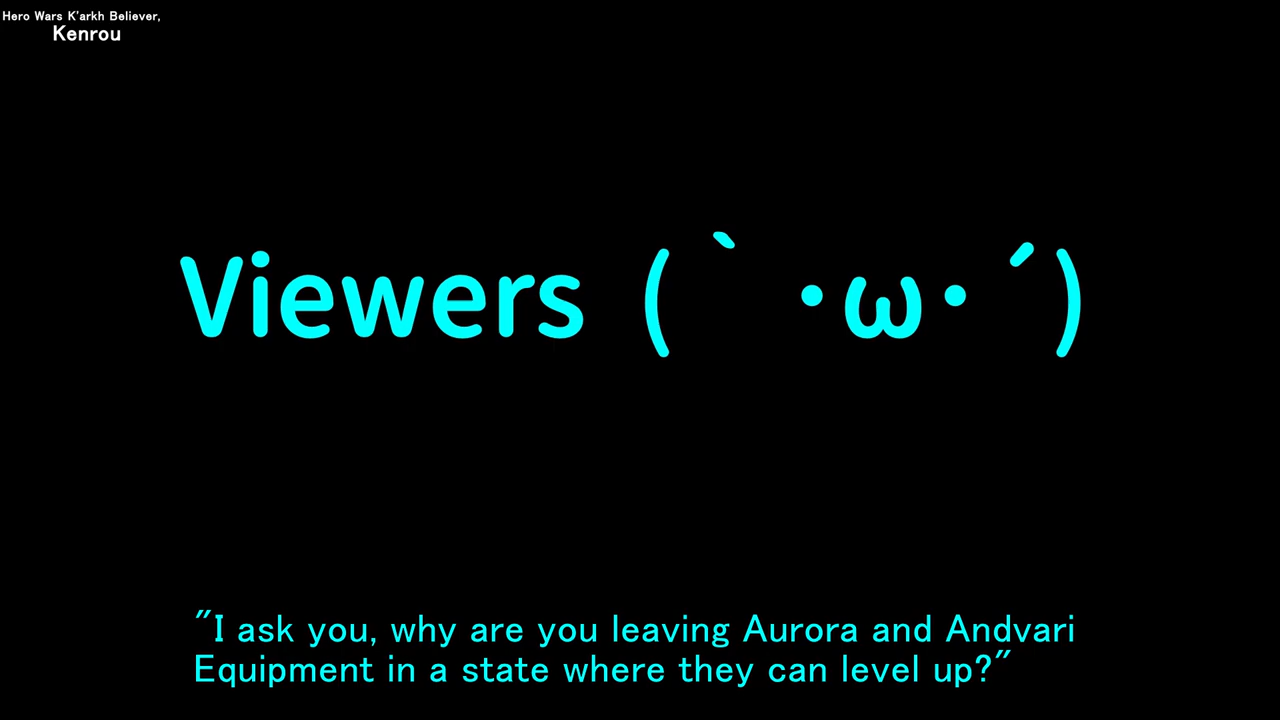 Hero Wars K'arkh Believer,
Kenrou
Viewers (｀・ω・´)
"I ask you, why are you leaving Aurora and Andvari
Equipment in a state where they can level up?"